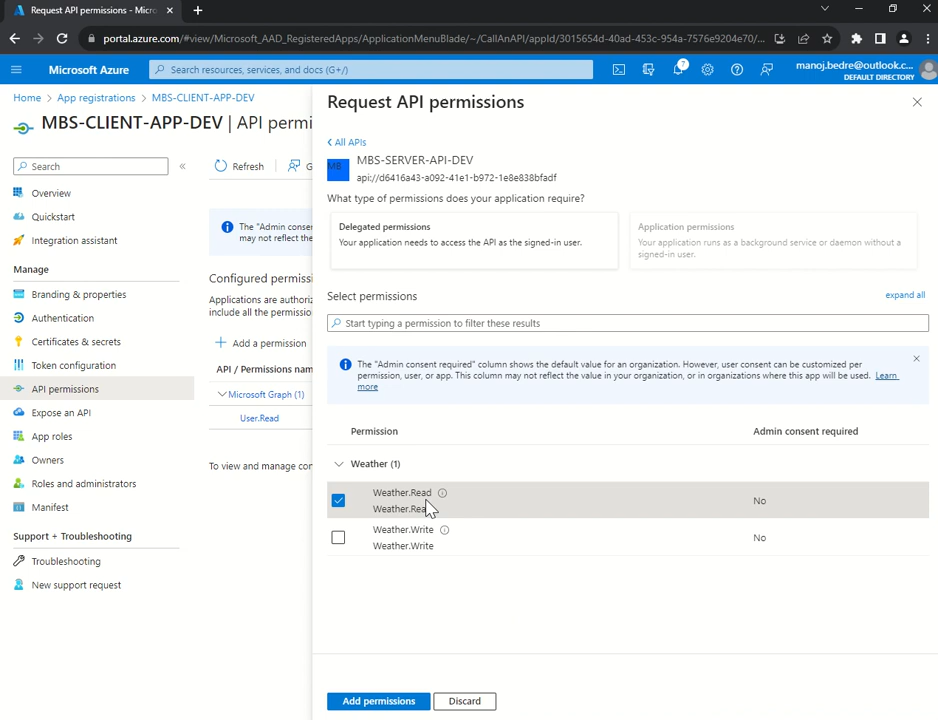 Request API permissions - Micro
portal.azure.com/#view/Microsoft_AAD_RegisteredApps/ApplicationMenuBlade/~/CallAnAPI/appId/3015654d-40ad-453c-954a-7576e9204e70/...
Microsoft Azure
Search resources, services, and docs (G+/)
7
manoj.bedre@outlook.c...
DEFAULT DIRECTORY
Home > App registrations > MBS-CLIENT-APP-DEV
MBS-CLIENT-APP-DEV | API permi
Search
«
Overview
Quickstart
Integration assistant
Manage
Branding & properties
Authentication
Certificates & secrets
Token configuration
API permissions
Expose an API
App roles
Owners
Roles and administrators
Manifest
Support + Troubleshooting
Troubleshooting
New support request
Refresh
G
The "Admin conser
may not reflect the
Configured permissi
Applications are authoriz
include all the permissio
Add a permission
API / Permissions nam
Microsoft Graph (1)
User.Read
To view and manage con
Request API permissions
All APIs
MB
MBS-SERVER-API-DEV
api://d6416a43-a092-41e1-b972-1e8e838bfadf
What type of permissions does your application require?
Delegated permissions
Your application needs to access the API as the signed-in user.
Application permissions
Your application runs as a background service or daemon without a
signed-in user.
Select permissions
expand all
Start typing a permission to filter these results
The "Admin consent required" column shows the default value for an organization. However, user consent can be customized per
permission, user, or app. This column may not reflect the value in your organization, or in organizations where this app will be used. Learn
more
Permission
Admin consent required
Weather (1)
Weather.Read
Weather.Rea
No
Weather.Write
Weather.Write
No
Add permissions
Discard